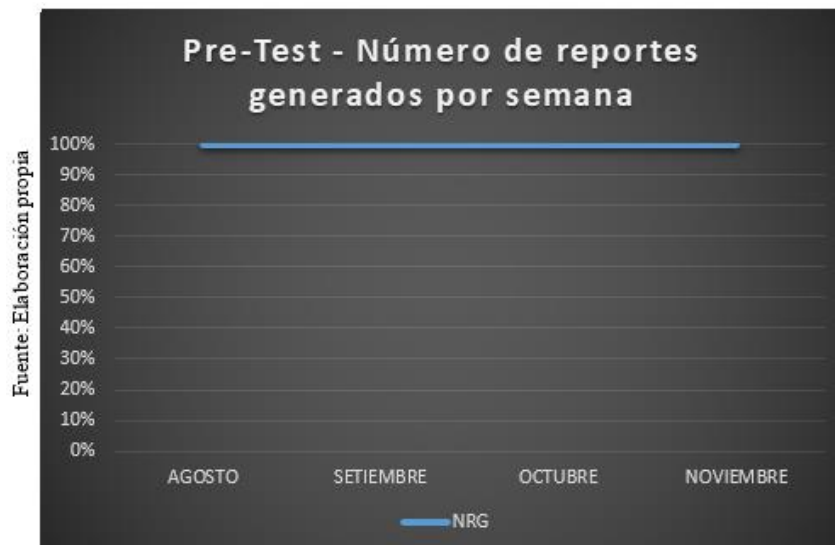 Pre-Test - Número de reportes
generados por semana
Fuente: Elaboración propia
100%
90%
80%
70%
60%
50%
40%
30%
20%
10%
0%
AGOSTO
SETIEMBRE
OCTUBRE
NOVIEMBRE
NRG